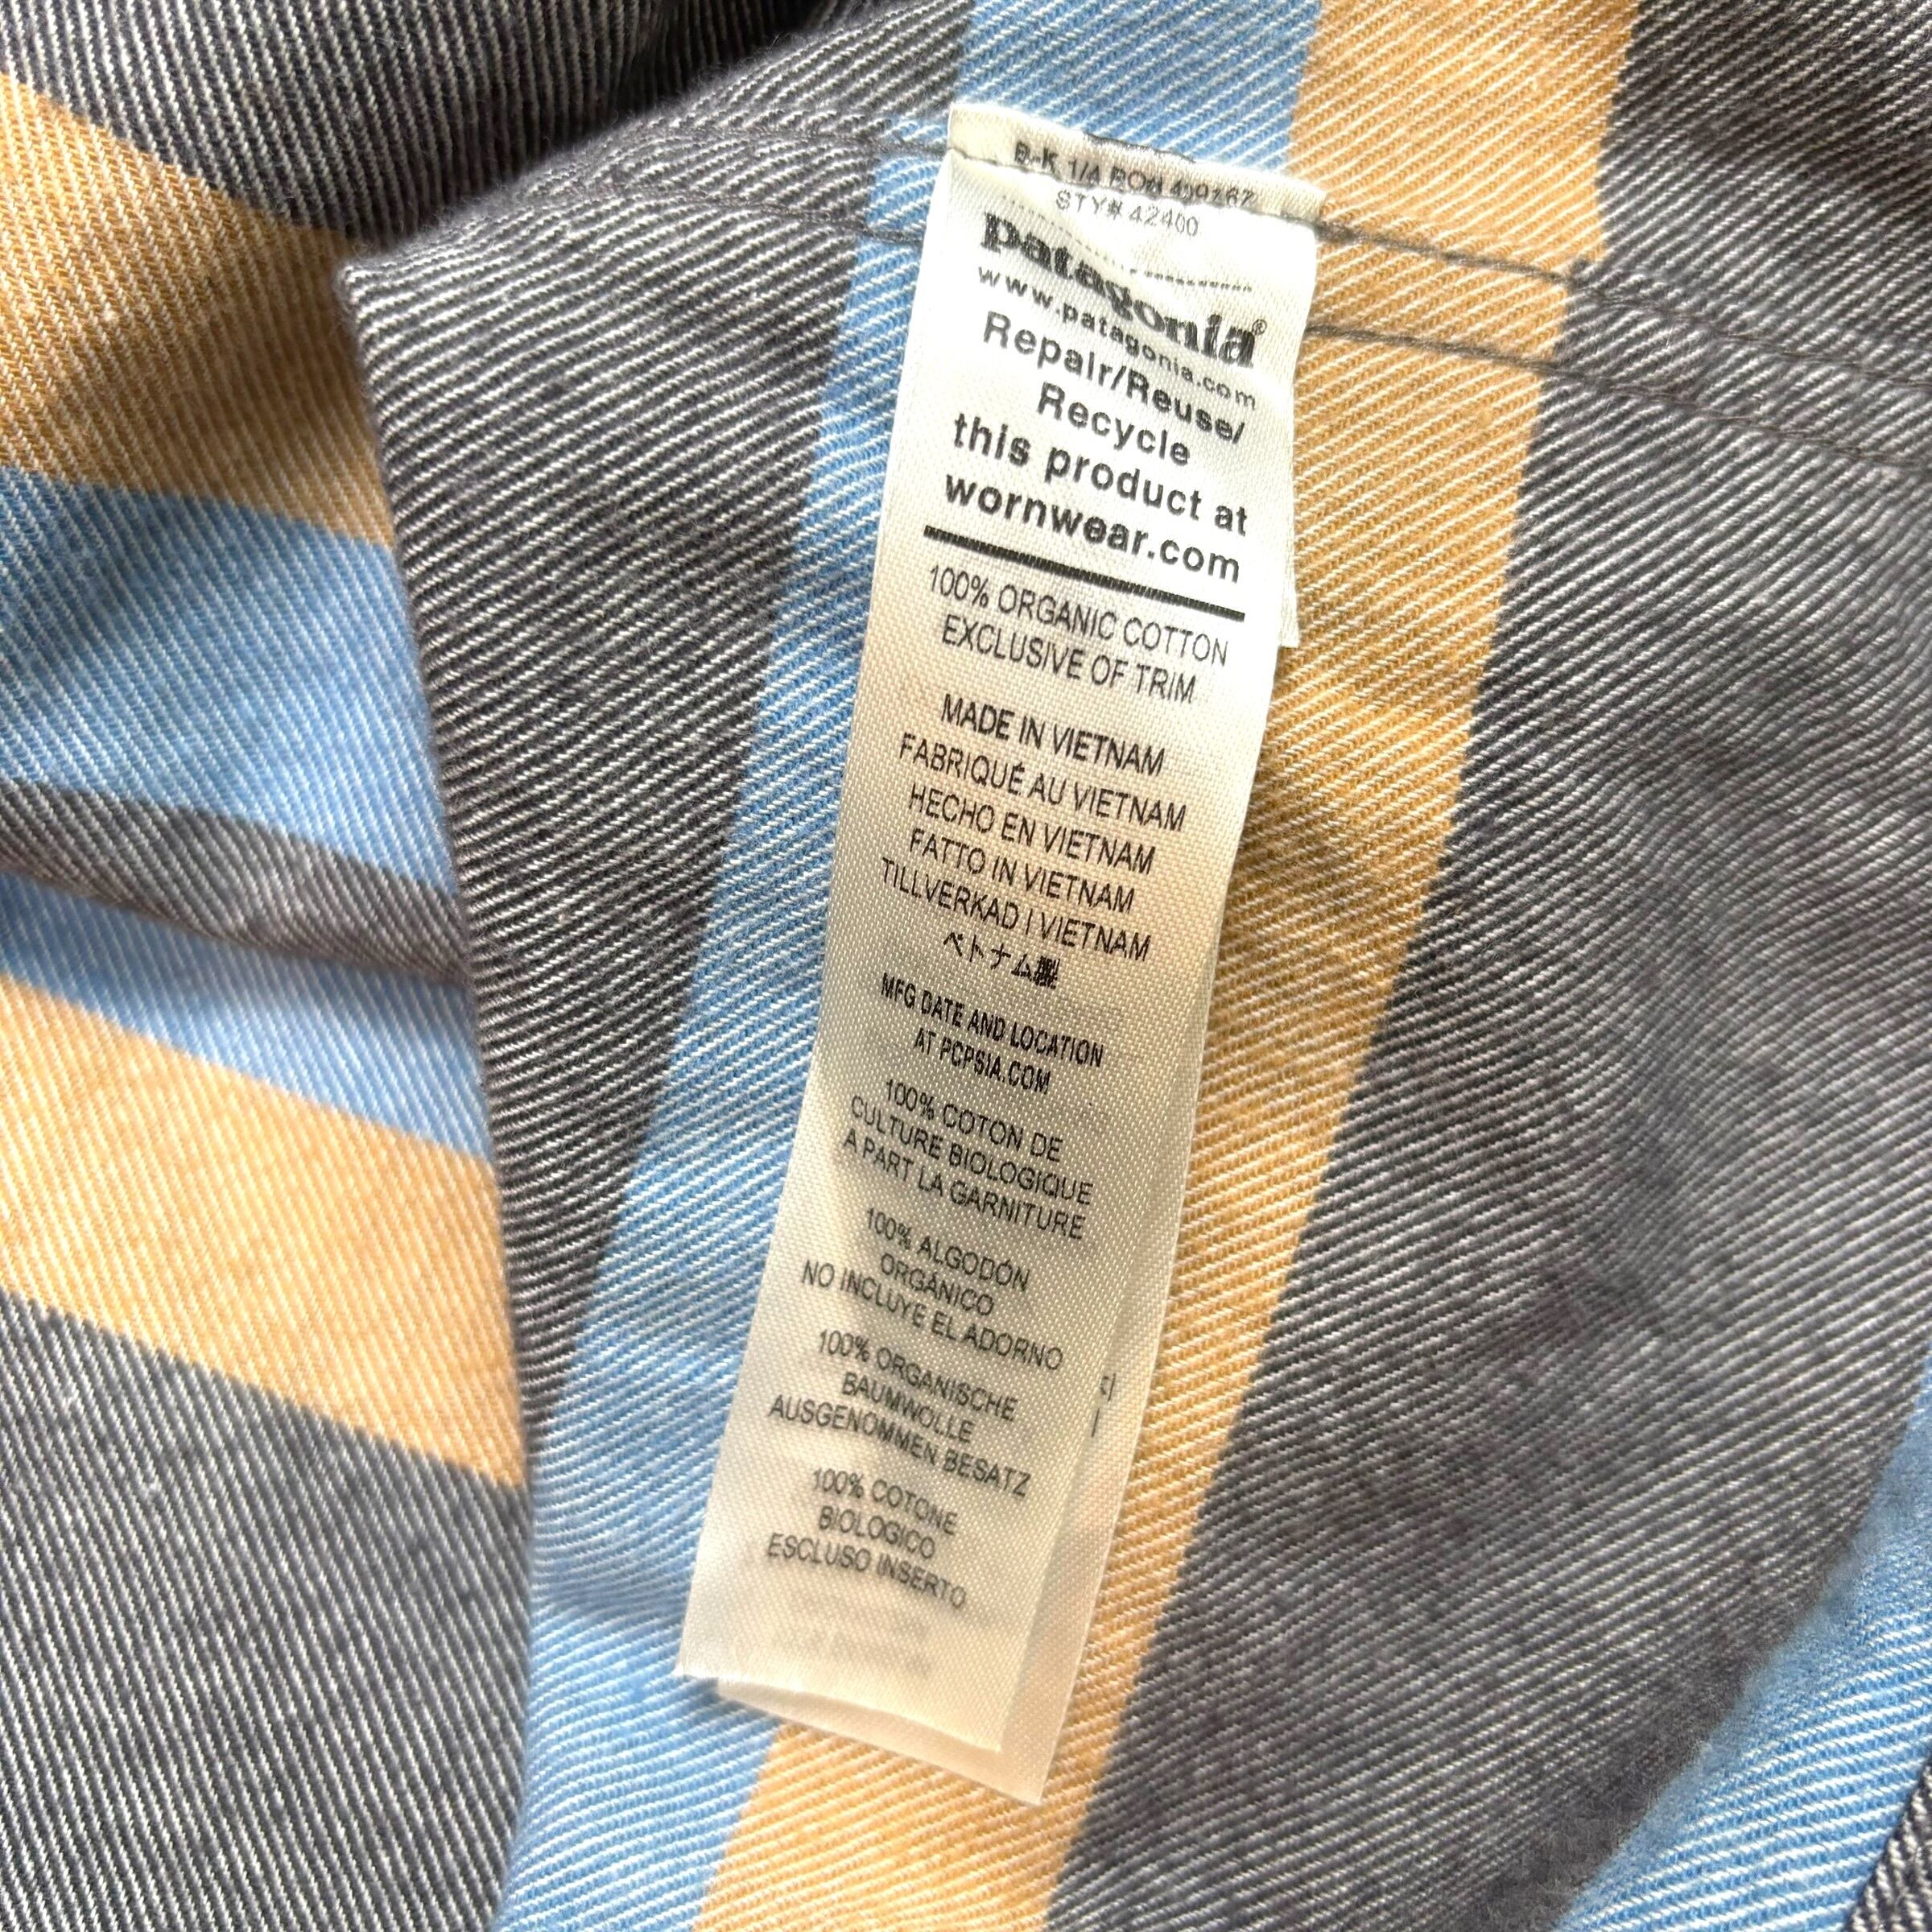 STY# 42400
patagonia®
www.patagonia.com
Repair/Reuse/
Recycle
this product at
wornwear.com
100% ORGANIC COTTON
EXCLUSIVE OF TRIM
MADE IN VIETNAM
FABRIQUÉ AU VIETNAM
HECHO EN VIETNAM
FATTO IN VIETNAM
TILLVERKAD I VIETNAM
ベトナム製
MFG DATE AND LOCATION
AT PCPSIA.COM
100% COTON DE
CULTURE BIOLOGIQUE
A PART LA GARNITURE
100% ALGODÓN
ORGÁNICO
NO INCLUYE EL ADORNO
100% ORGANISCHE
BAUMWOLLE
AUSGENOMMEN BESATZ
100% COTONE
BIOLOGICO
ESCLUSO INSERTO